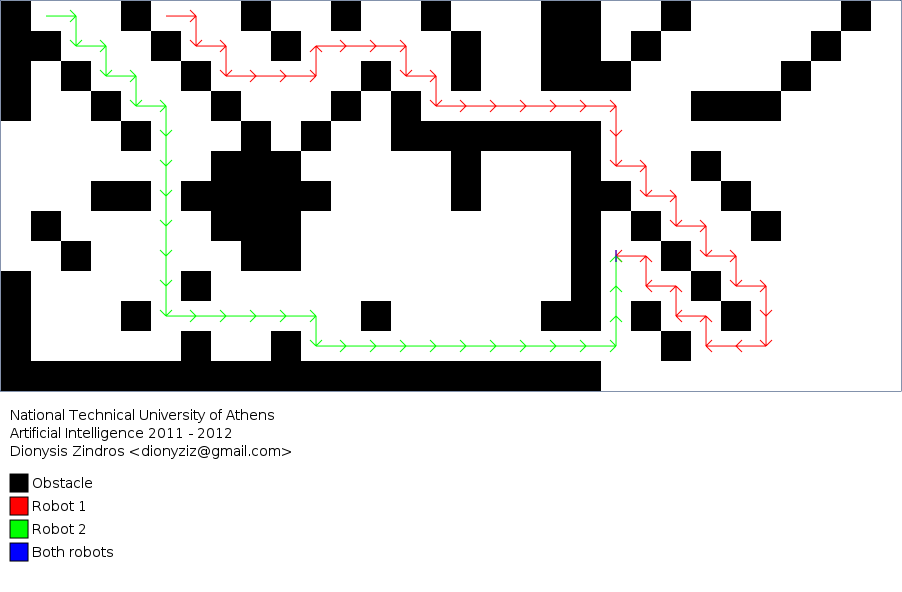 National Technical University of Athens
Artificial Intelligence 2011 - 2012
Dionysis Zindros <dionyziz@gmail.com>
Obstacle
Robot 1
Robot 2
Both robots